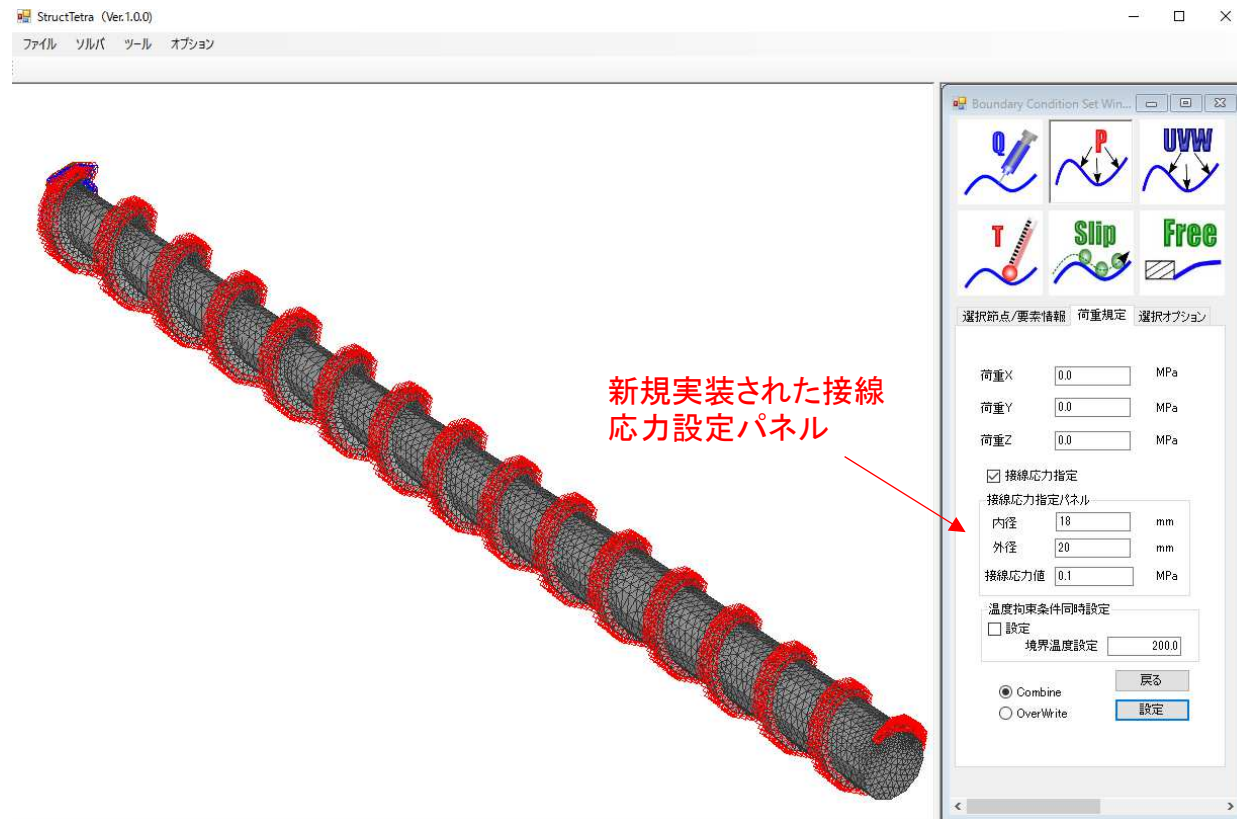 StructTetra (Ver.1.0.0)
ファイル ソルバ ツール オプション
Boundary Condition Set Win...
Q P UVW
T Slip Free
選択節点/要素情報 荷重規定 選択オプション
荷重X 0.0 MPa
荷重Y 0.0 MPa
荷重Z 0.0 MPa
新規実装された接線
応力設定パネル
接線応力指定
接線応力指定パネル
内径 18 mm
外径 20 mm
接線応力値 0.1 MPa
温度拘束条件同時設定
設定
境界温度設定 200.0
戻る
Combine
OverWrite
設定